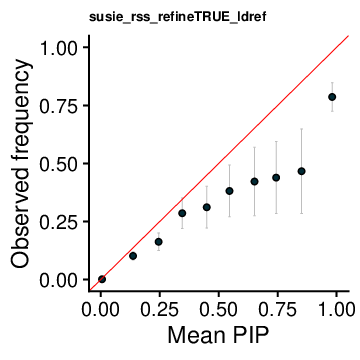 susie_rss_refineTRUE_ldref
Observed frequency
1.00
0.75
0.50
0.25
0.00
0.00 0.25 0.50 0.75 1.00
Mean PIP